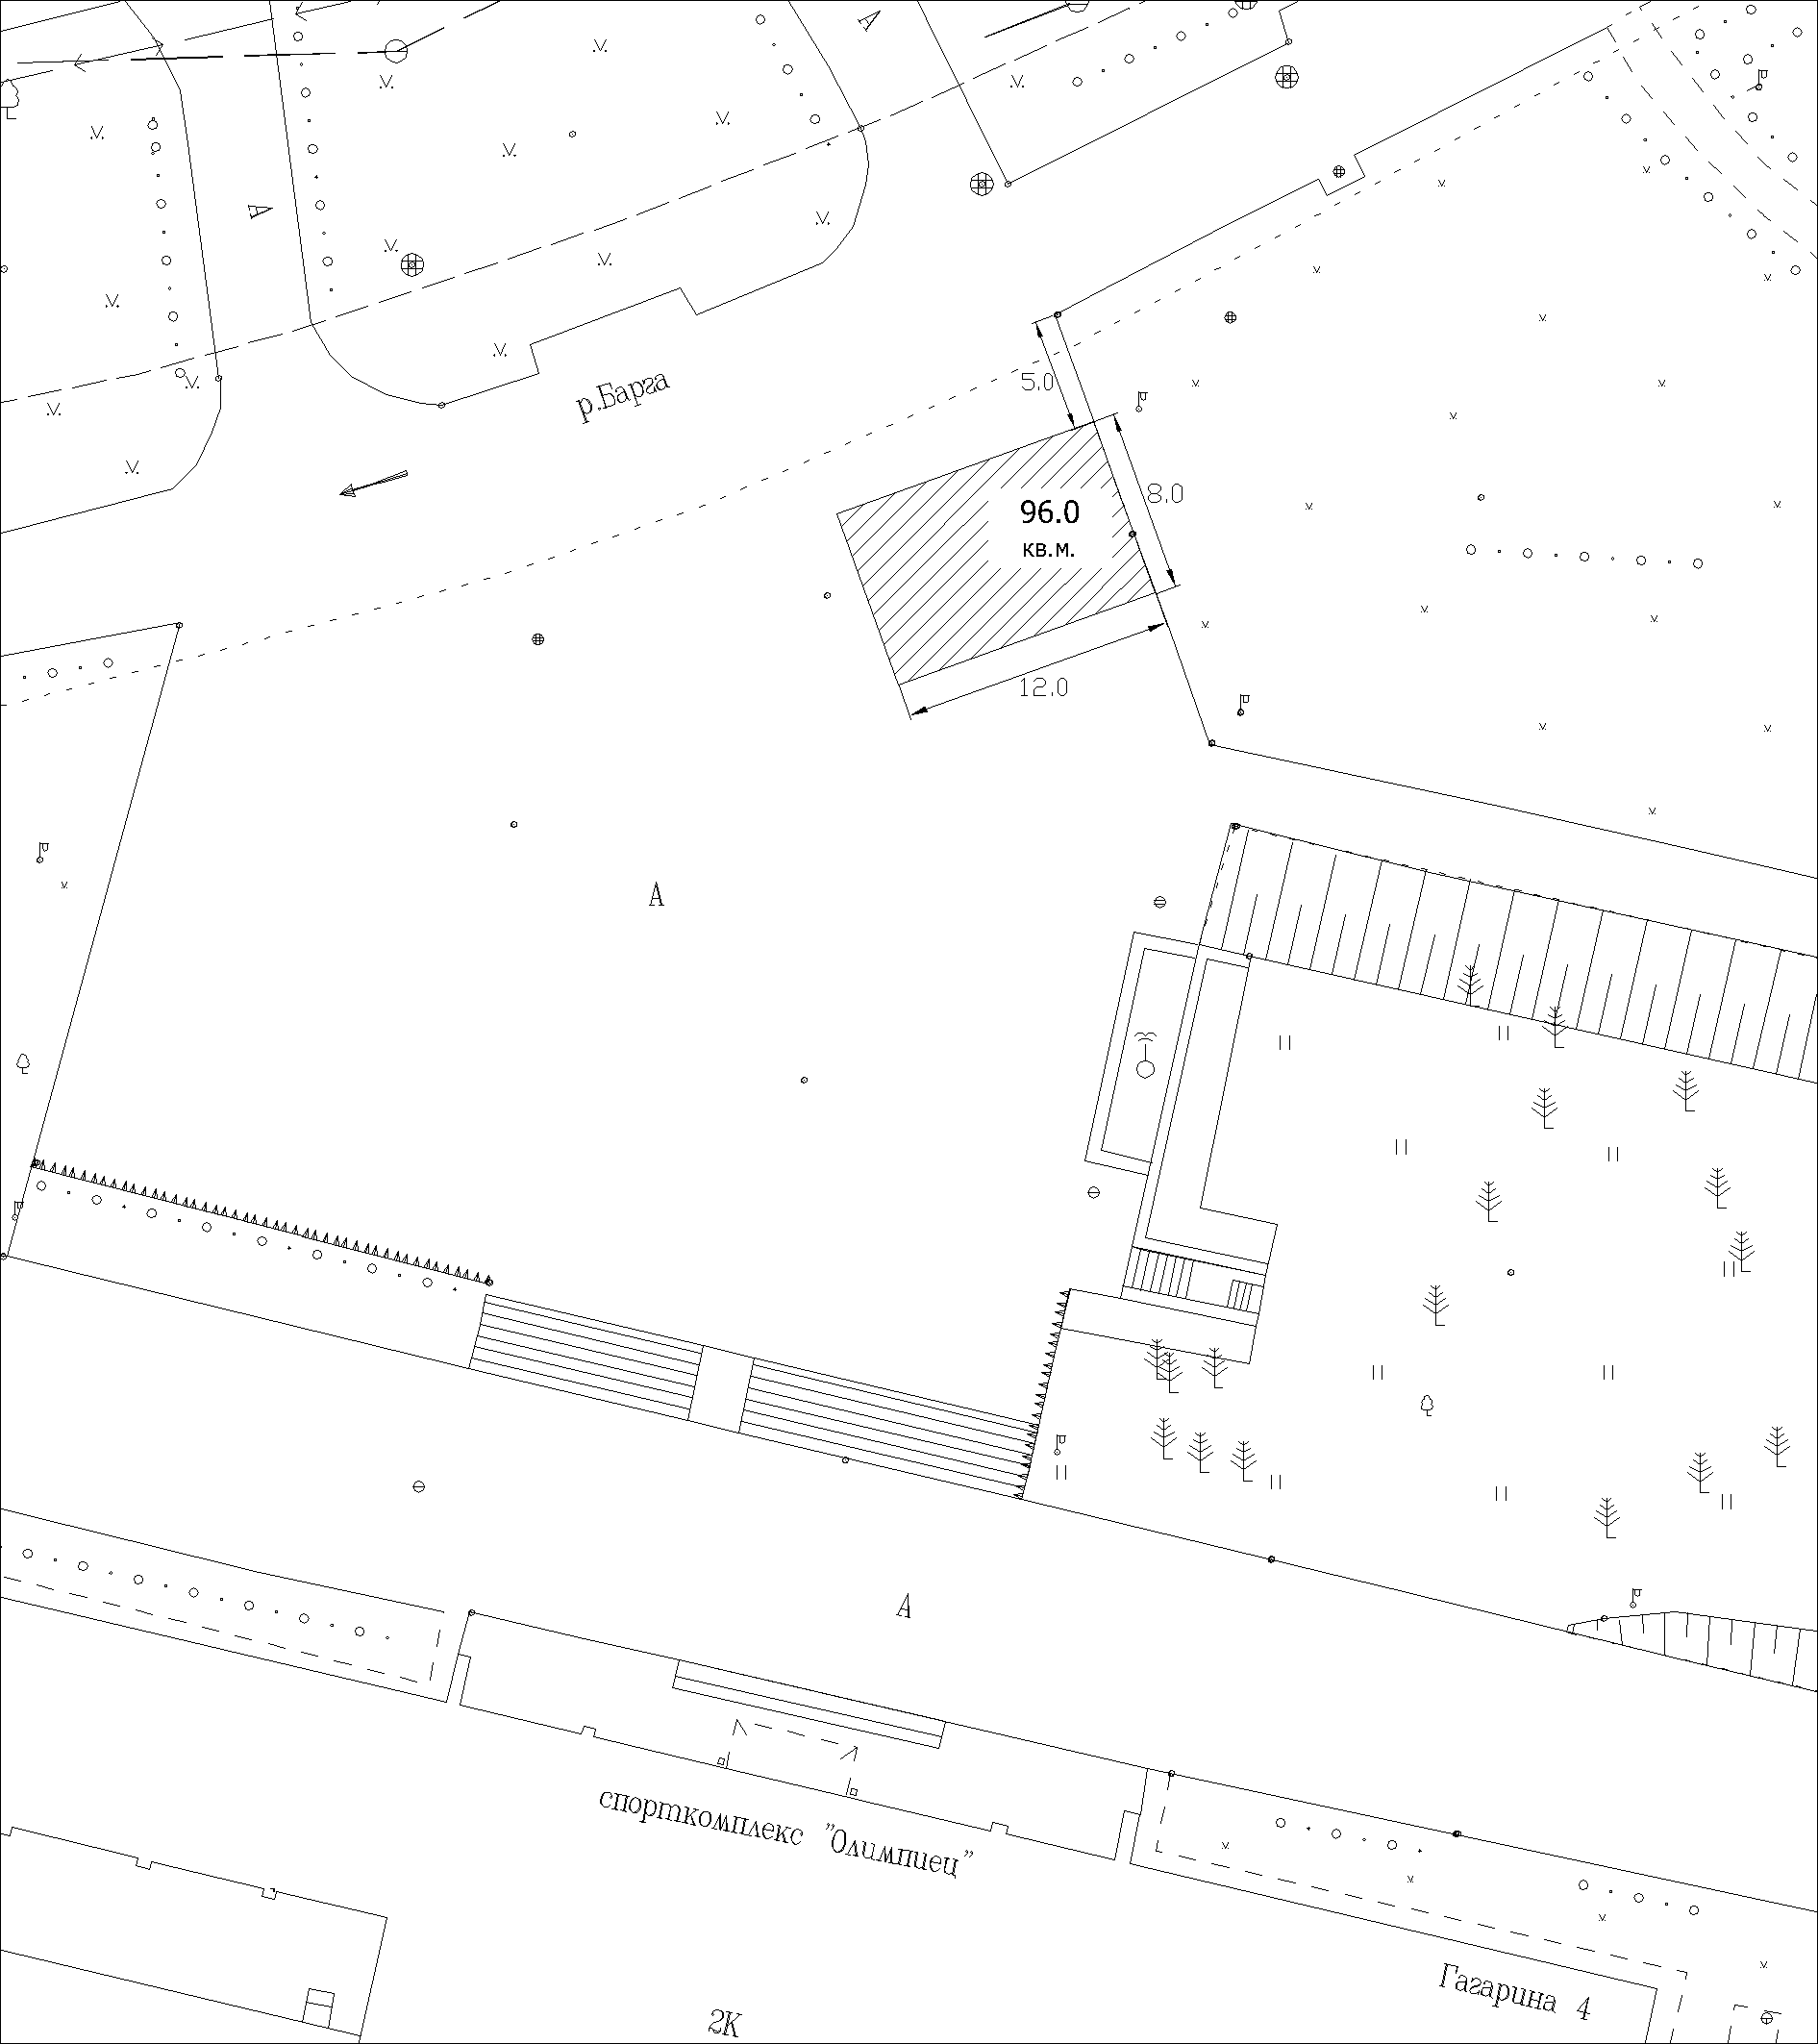 А
А
р.Барга
5.0
8.0
96.0
кв.м.
12.0
А
А
спорткомплекс "Олимпиец"
Гагарина 4
2К